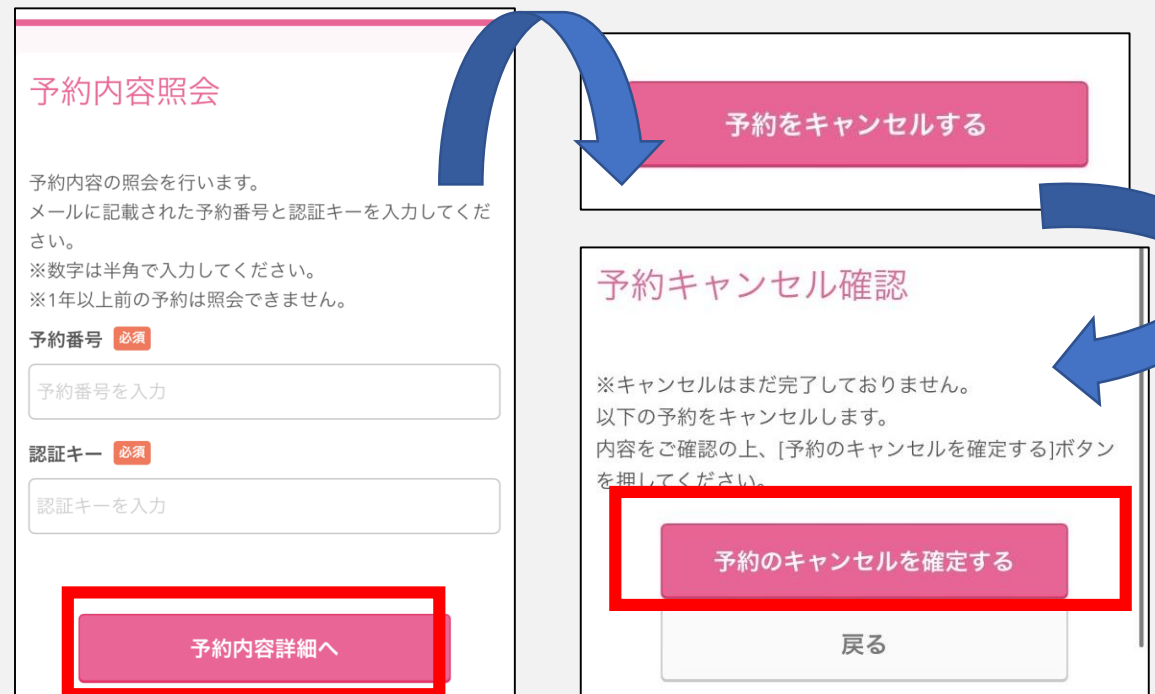 予約内容照会
予約内容の照会を行います。
メールに記載された予約番号と認証キーを入力してくだ
さい。
※数字は半角で入力してください。
※1年以上前の予約は照会できません。
予約番号 必須
予約番号を入力
認証キー 必須
認証キーを入力
予約内容詳細へ
予約をキャンセルする
予約キャンセル確認
※キャンセルはまだ完了しておりません。
以下の予約をキャンセルします。
内容をご確認の上、[予約のキャンセルを確定する]ボタン
を押してください。
予約のキャンセルを確定する
戻る